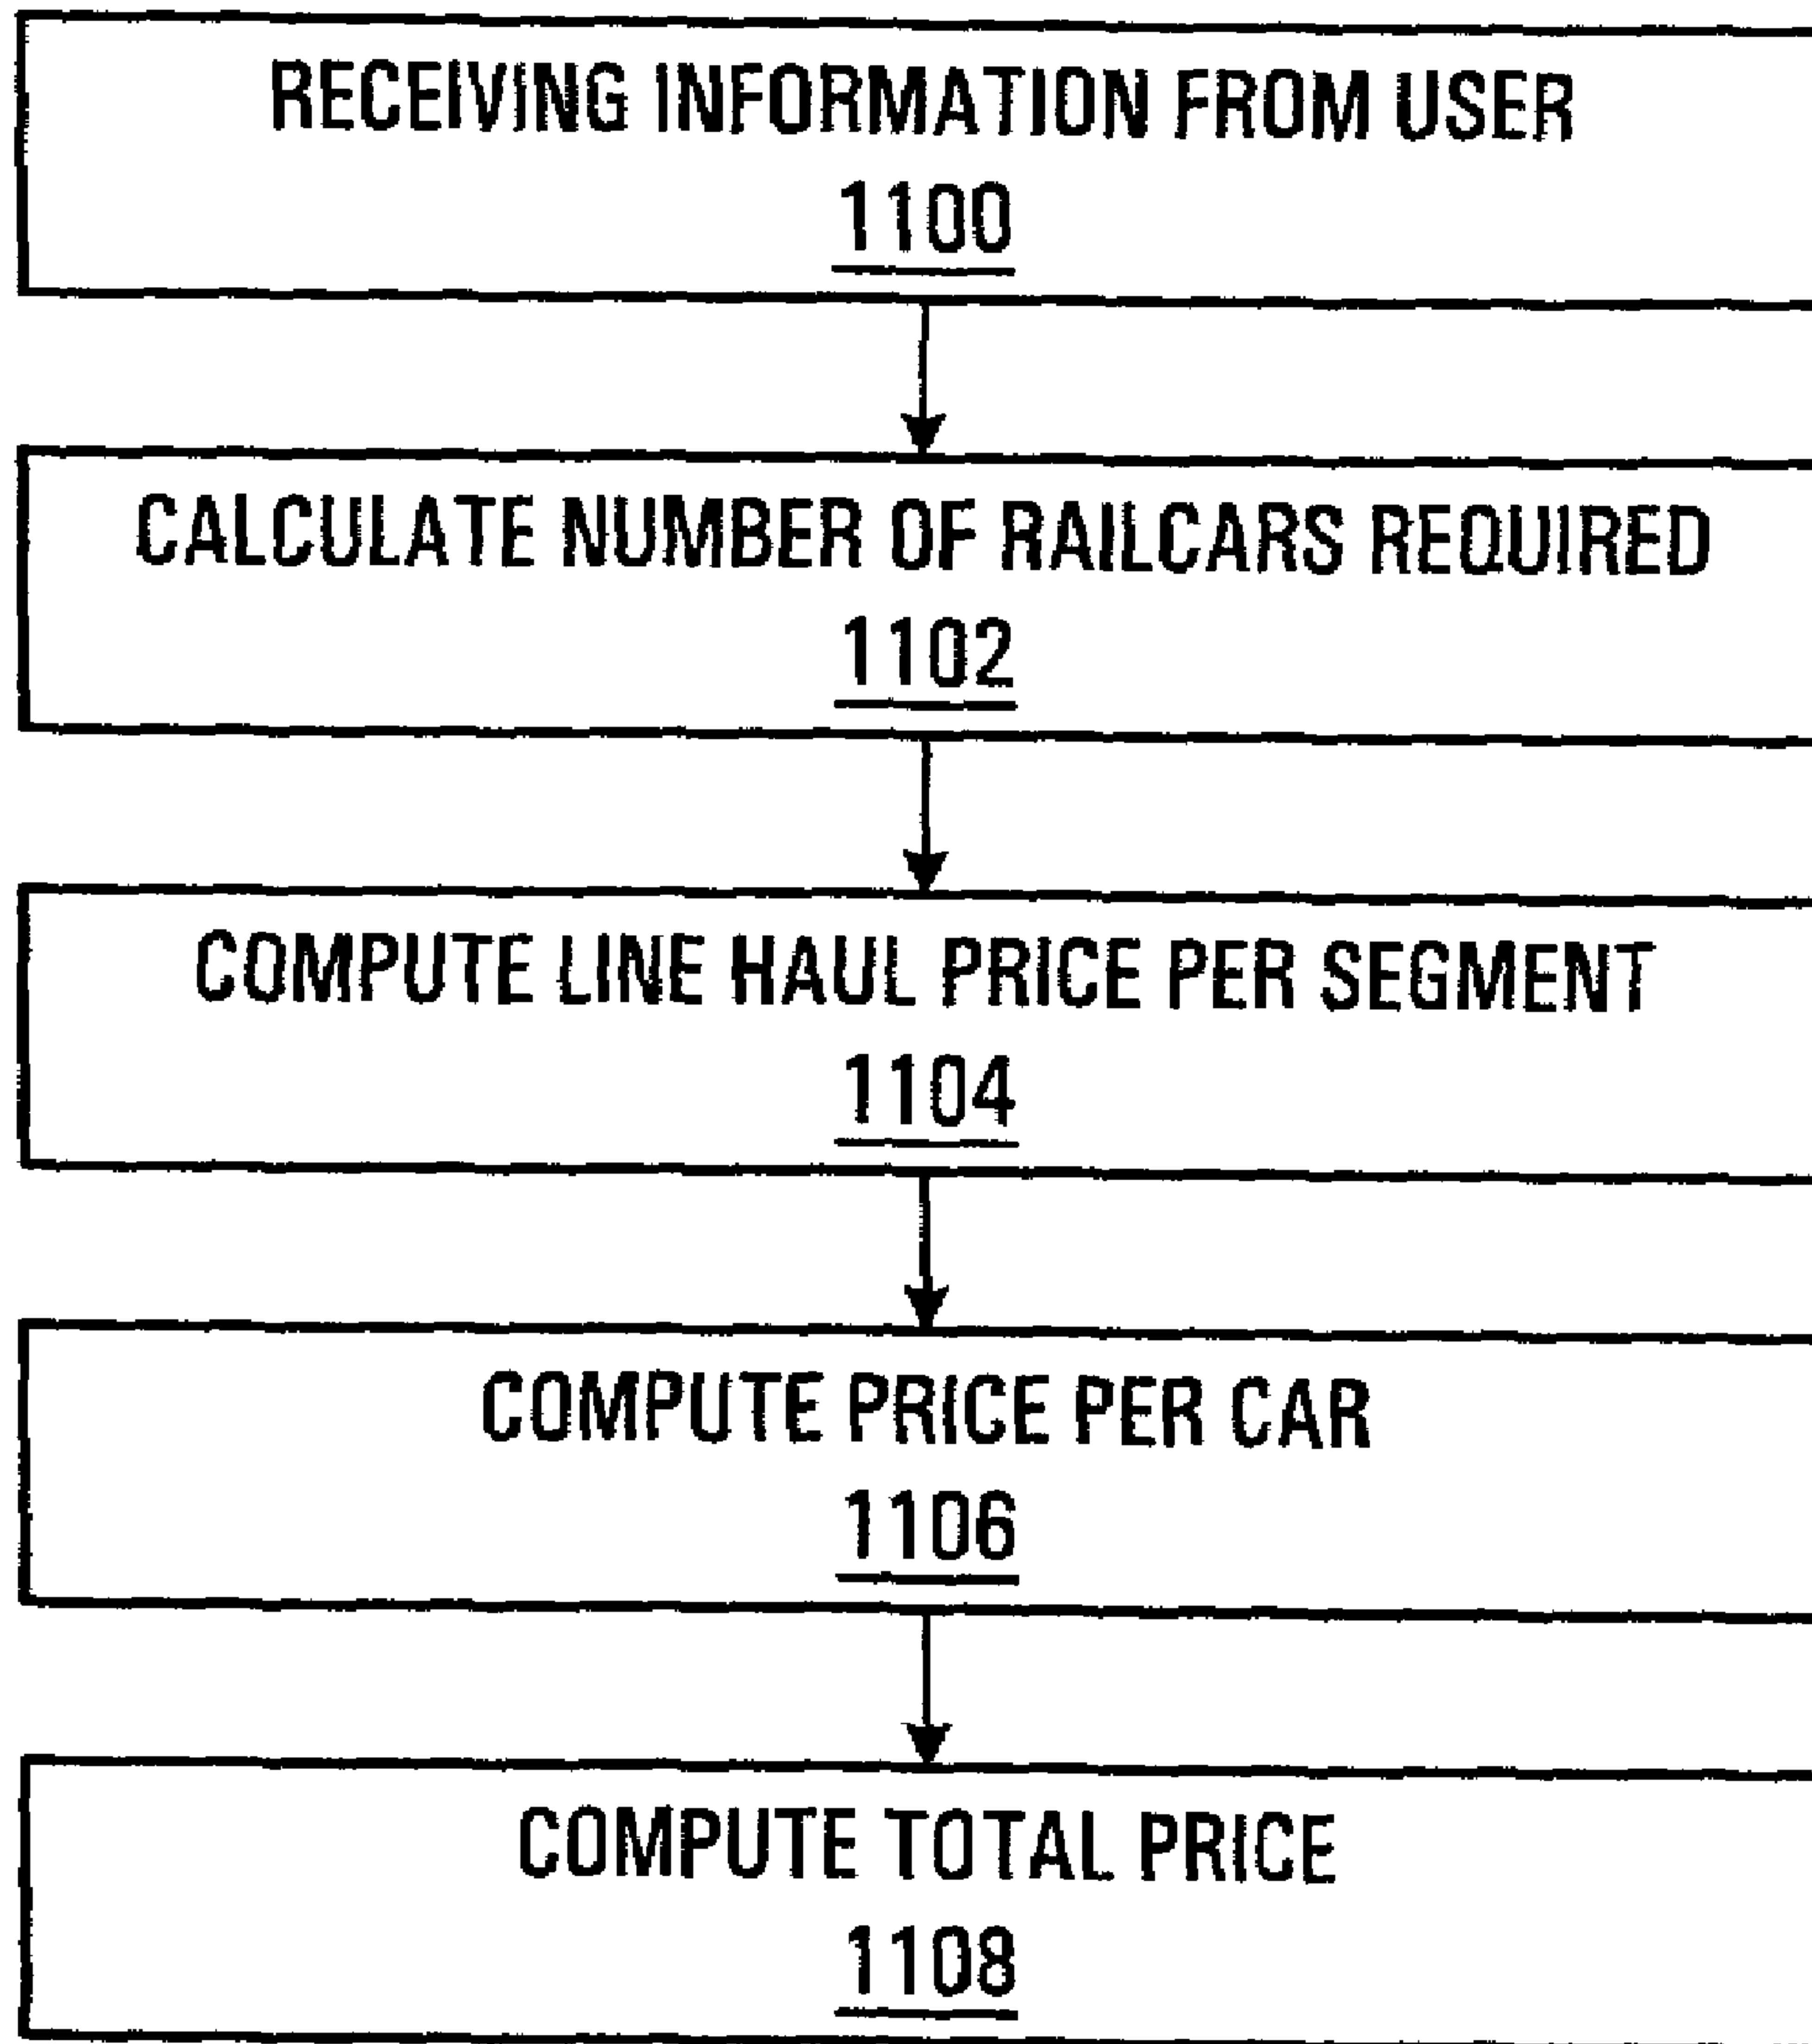 RECEIVING INFORMATION FROM USER
1100
CALCULATE NUMBER OF RAILCARS REQUIRED
1102
COMPUTE LINE HAUL PRICE PER SEGMENT
1104
COMPUTE PRICE PER CAR
1106
COMPUTE TOTAL PRICE
1108